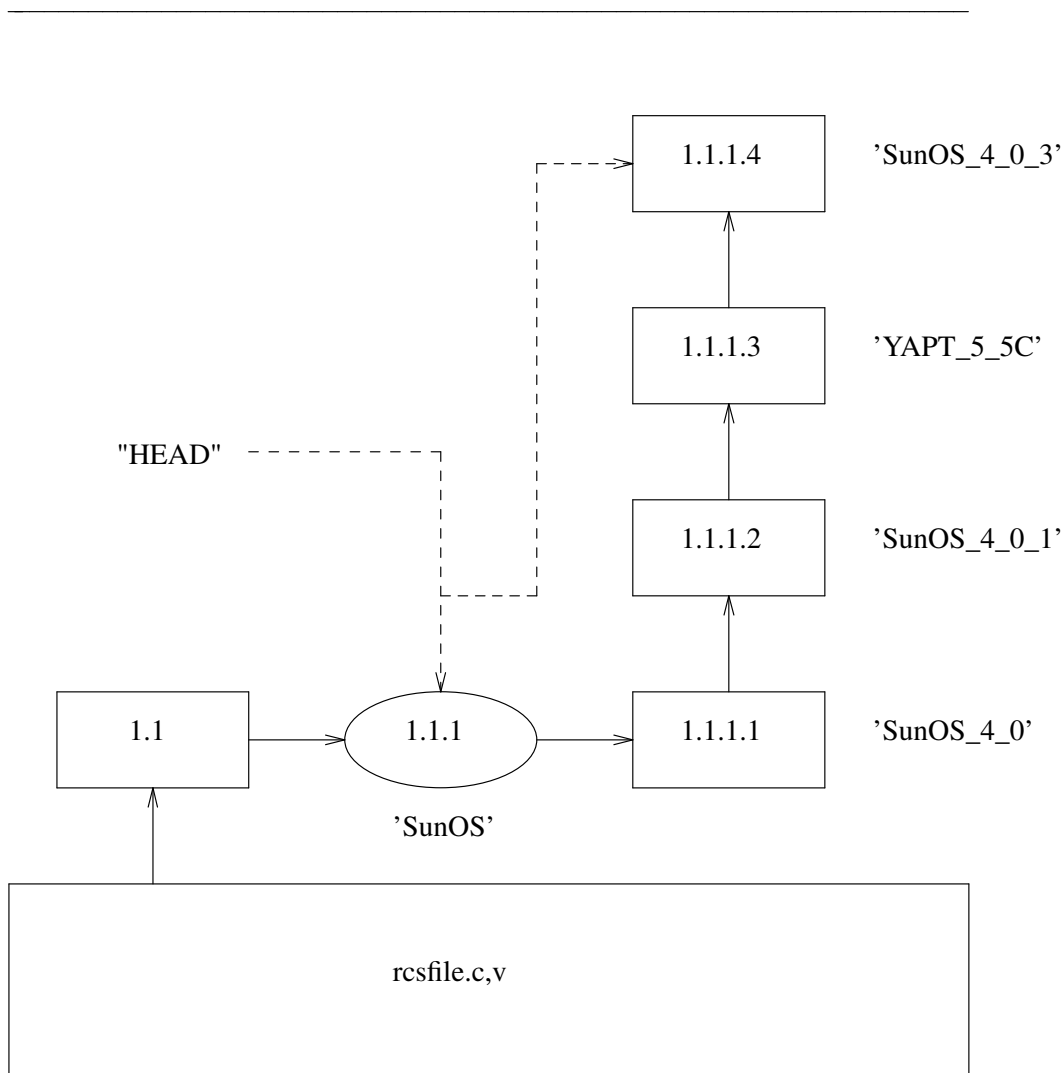 1.1.1.4 ’SunOS_4_0_3’
1.1.1.3 ’YAPT_5_5C’
"HEAD"
1.1.1.2 ’SunOS_4_0_1’
1.1 1.1.1 1.1.1.1 ’SunOS_4_0’
’SunOS’
rcsfile.c,v